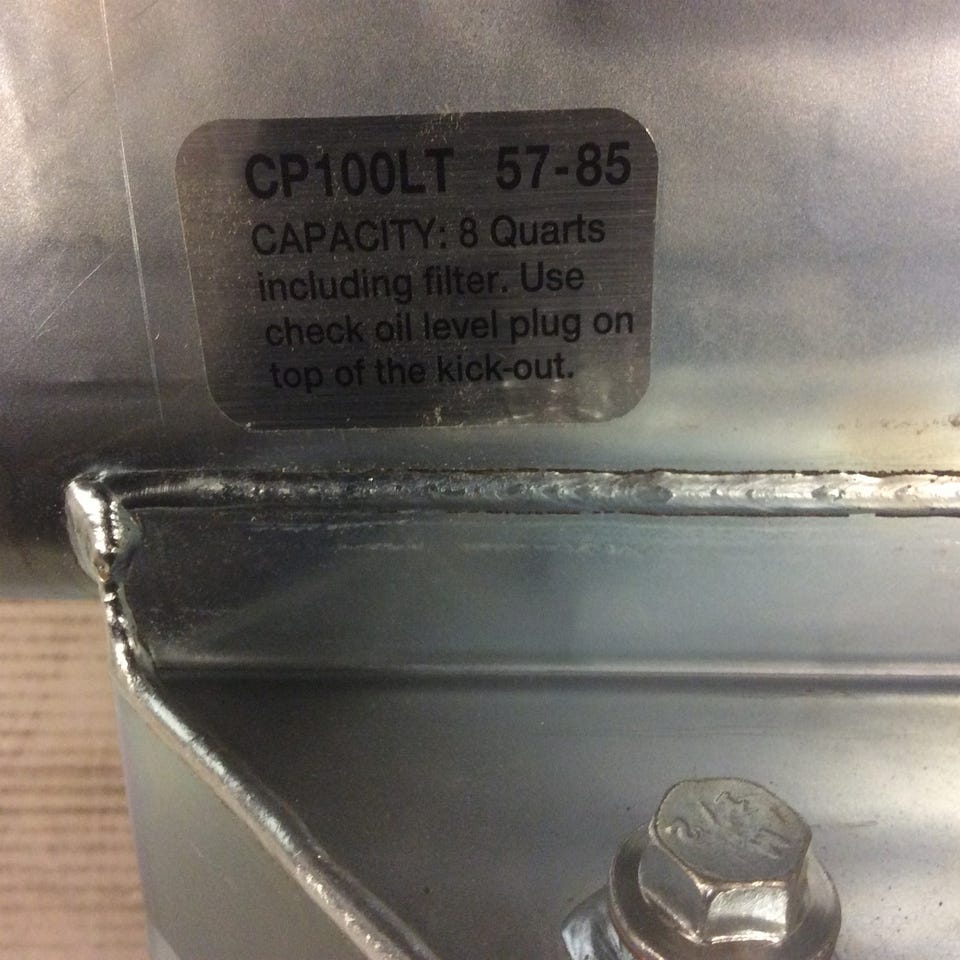 CP100LT 57-85
CAPACITY: 8 Quarts
including filter. Use
check oil level plug on
top of the kick-out.